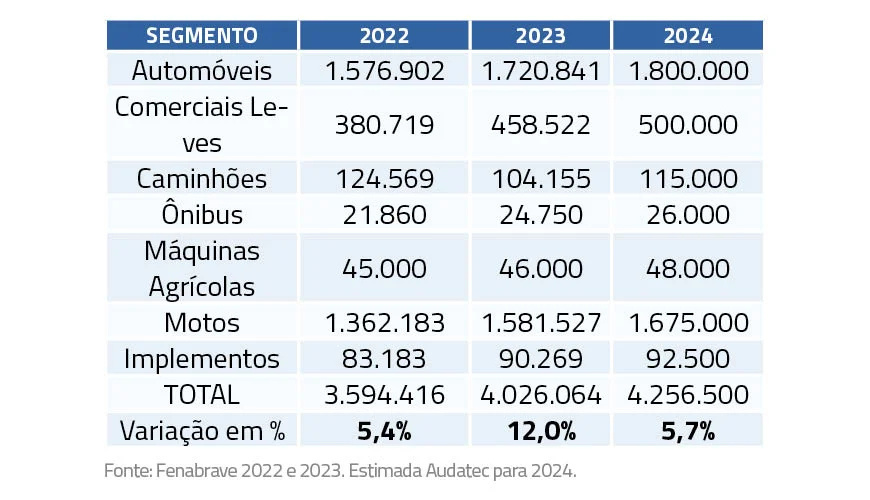 SEGMENTO 2022 2023 2024
Automóveis 1.576.902 1.720.841 1.800.000
Comerciais Le-
ves 380.719 458.522 500.000
Caminhões 124.569 104.155 115.000
Ônibus 21.860 24.750 26.000
Máquinas
Agrícolas 45.000 46.000 48.000
Motos 1.362.183 1.581.527 1.675.000
Implementos 83.183 90.269 92.500
TOTAL 3.594.416 4.026.064 4.256.500
Variação em % 5,4% 12,0% 5,7%
Fonte: Fenabrave 2022 e 2023. Estimada Audatec para 2024.